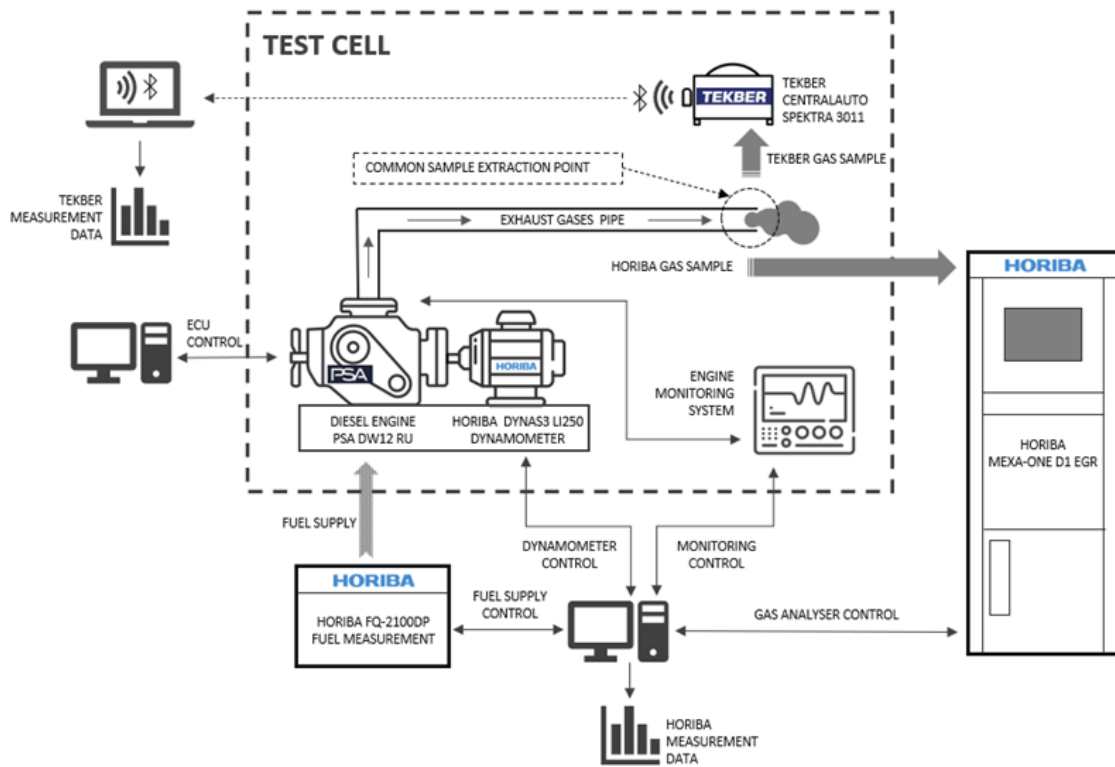 TEST CELL
TEKBER
TEKBER
CENTRALAUTO
SPEKTRA 3011
TEKBER GAS SAMPLE
COMMON SAMPLE EXTRACTION POINT
TEKBER
MEASUREMENT
DATA
EXHAUST GASES PIPE
HORIBA GAS SAMPLE
HORIBA
ECU
CONTROL
PSA
HORIBA
ENGINE
MONITORING
SYSTEM
DIESEL ENGINE
PSA DW12 RU
HORIBA DYNAS3 LI250
DYNAMOMETER
HORIBA
MEXA-ONE D1 EGR
FUEL SUPPLY
DYNAMOMETER
CONTROL
MONITORING
CONTROL
HORIBA
HORIBA FQ-2100DP
FUEL MEASUREMENT
FUEL SUPPLY
CONTROL
GAS ANALYSER CONTROL
HORIBA
MEASUREMENT
DATA